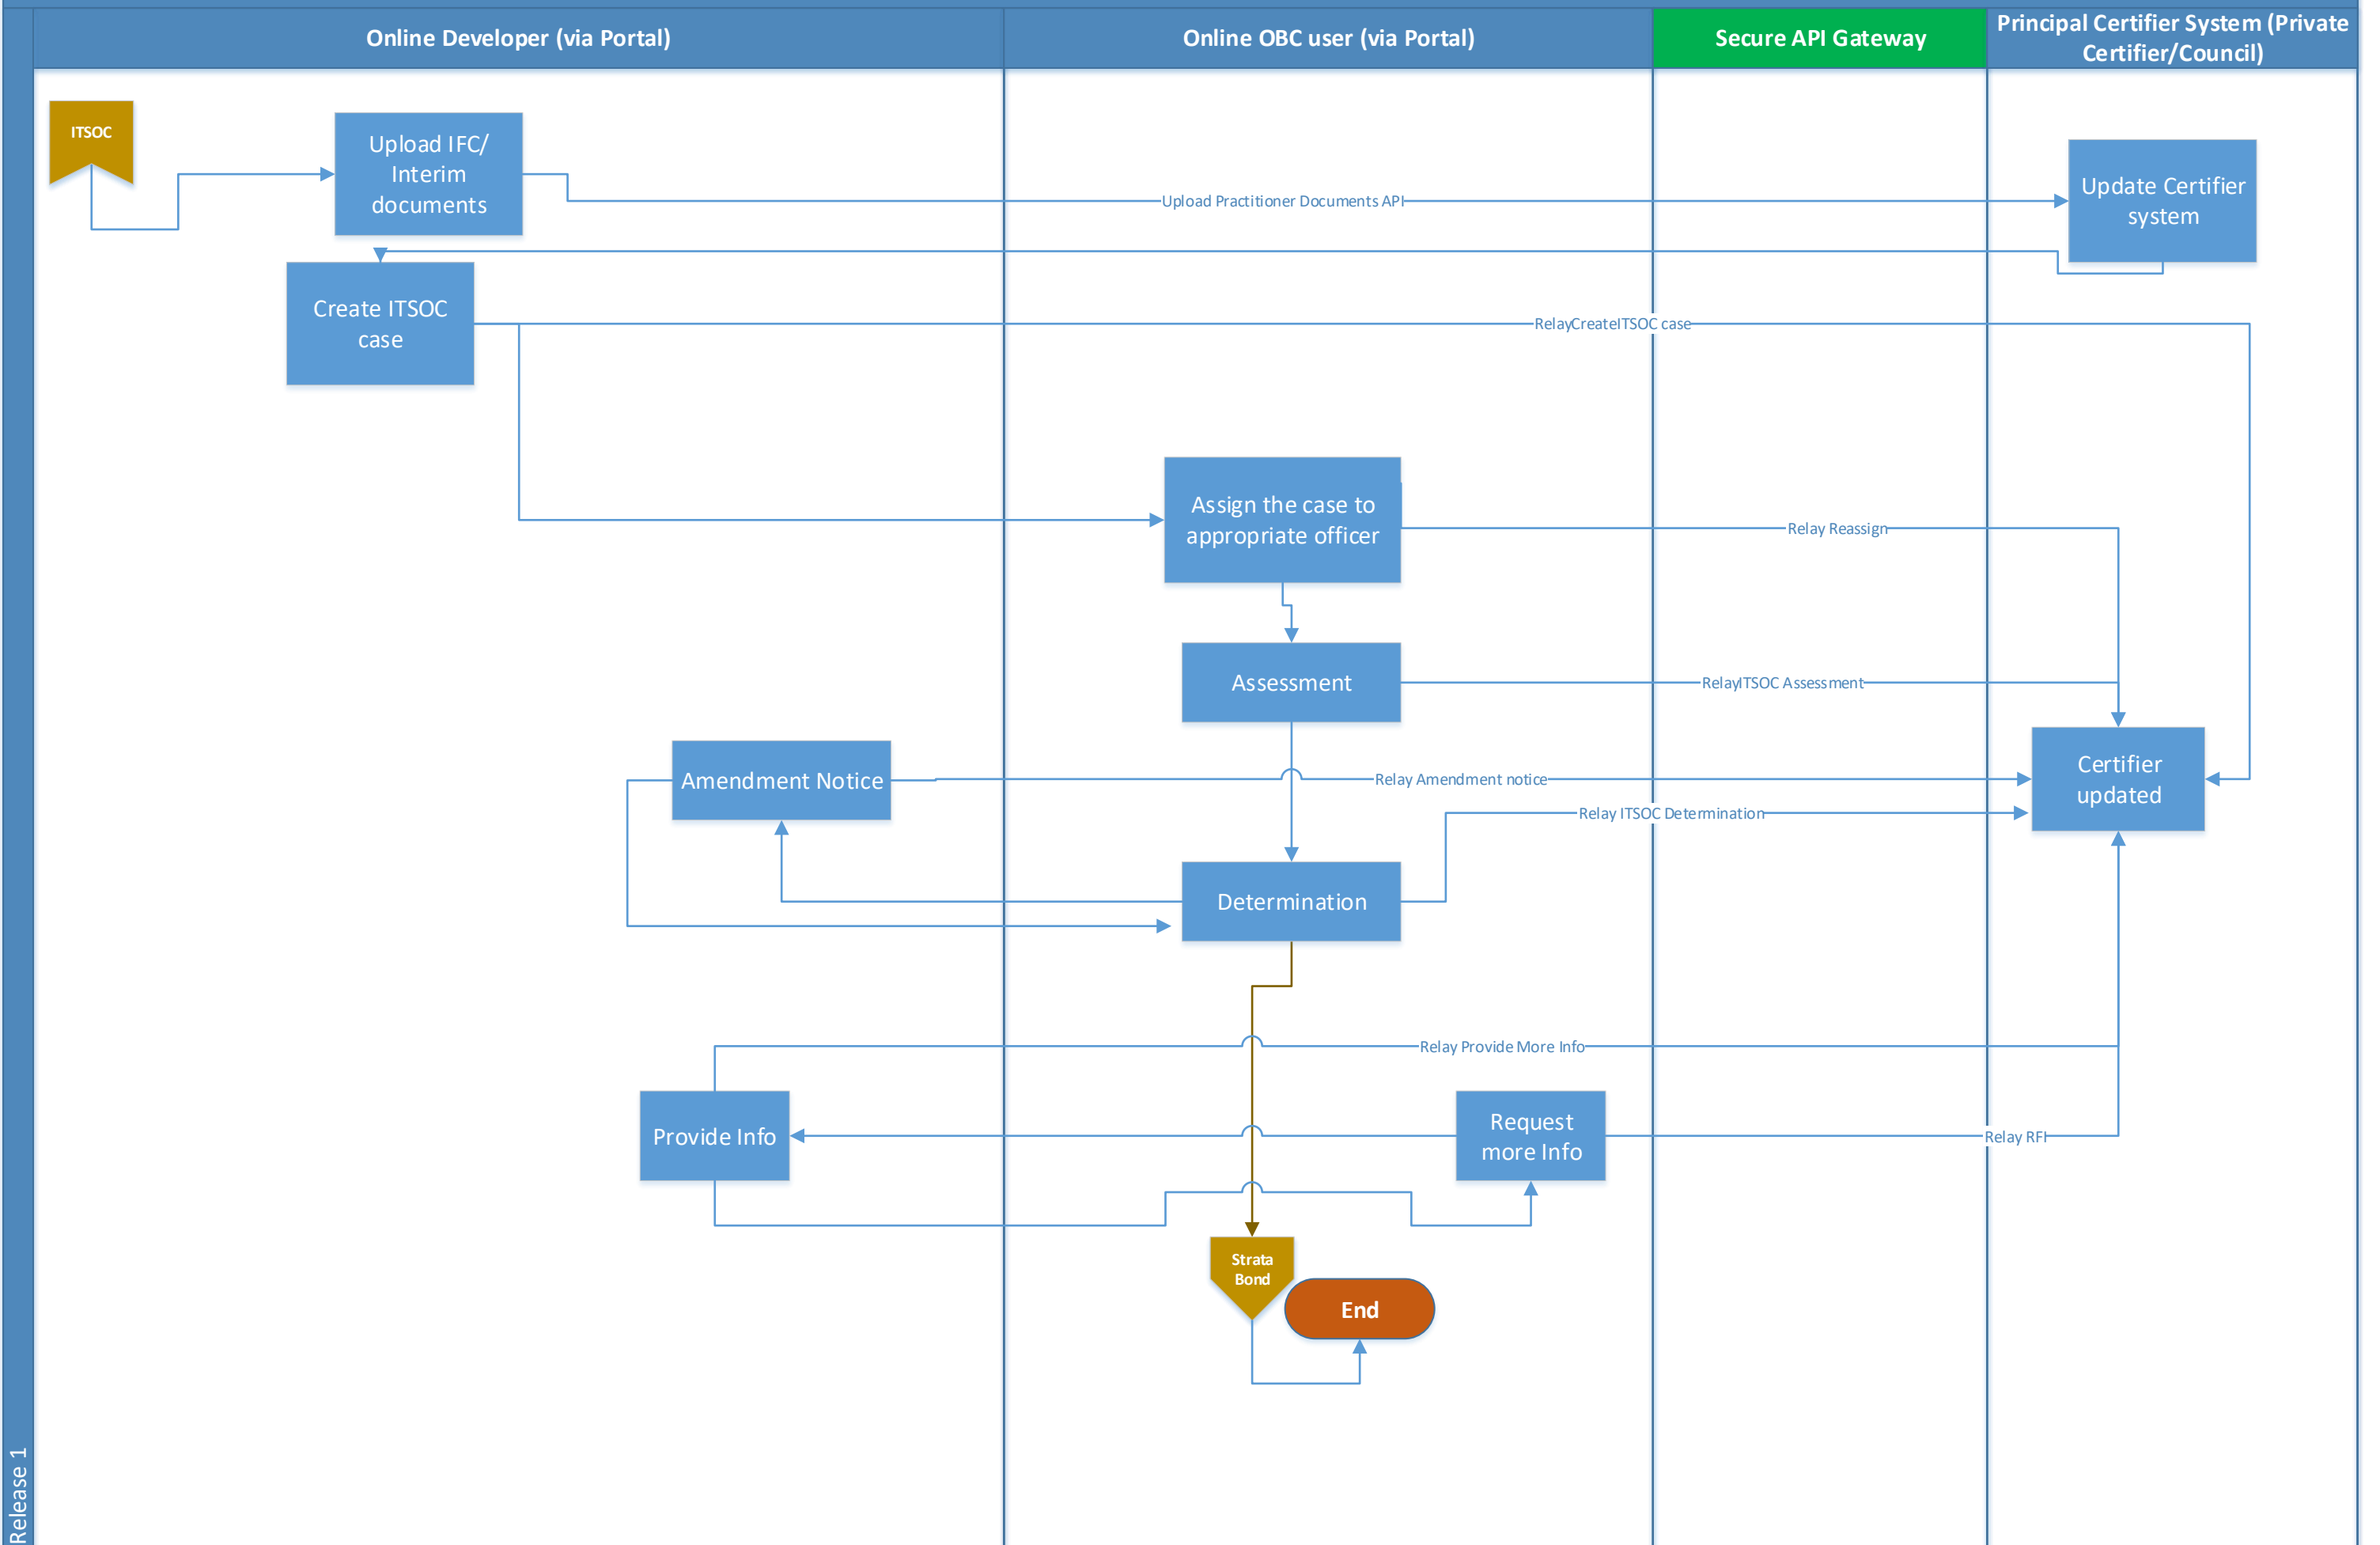 Online Developer (via Portal)
Online OBC user (via Portal)
Secure API Gateway
Principal Certifier System (Private
Certifier/Council)
ITSOC
Upload IFC/
Interim
documents
Upload Practitioner Documents API
Update Certifier
system
Create ITSOC
case
RelayCreateITSOC case
Assign the case to
appropriate officer
Relay Reassign
Assessment
RelayITSOC Assessment
Amendment Notice
Relay Amendment notice
Certifier
updated
Relay ITSOC Determination
Determination
Relay Provide More Info
Provide Info
Request
more Info
Relay RFI
Strata
Bond
End
Release 1